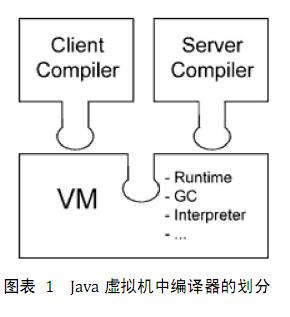 Client
Compiler
Server
Compiler
VM
- Runtime
- GC
- Interpreter
- ...
图表 1 Java 虚拟机中编译器的划分